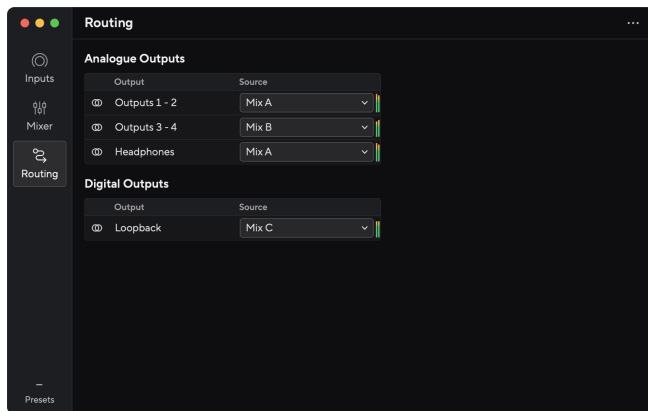 Routing
...
Inputs
Mixer
Routing
Presets
Analogue Outputs
Output Source
Outputs 1 - 2 Mix A
Outputs 3 - 4 Mix B
Headphones Mix A
Digital Outputs
Output Source
Loopback Mix C